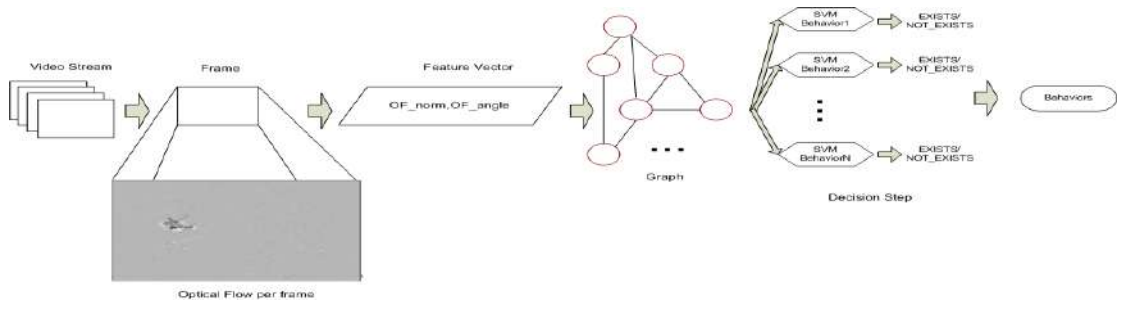 Video Stream
Frame
Optical Flow per frame
Feature Vector
OF_norm,OF_angle
Graph
SVM
Behavior1
EXISTS/
NOT_EXISTS
SVM
Behavior2
EXISTS/
NOT_EXISTS
SVM
BehaviorN
EXISTS/
NOT_EXISTS
Decision Step
Behaviors